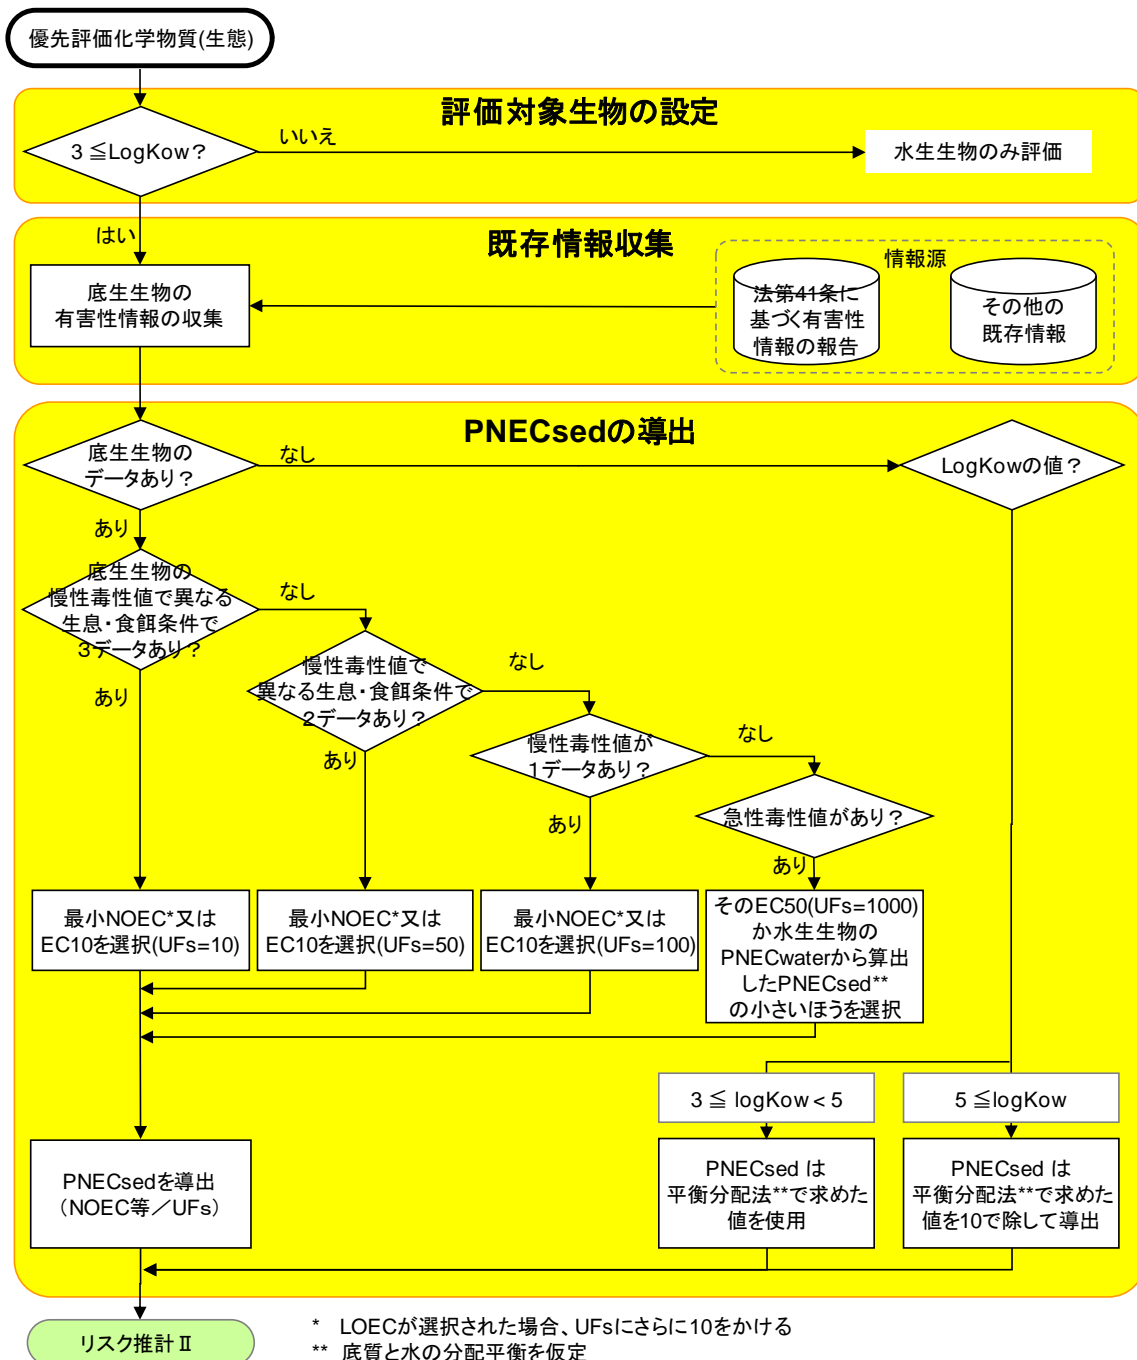 優先評価化学物質(生態)
評価対象生物の設定
3 ≦LogKow？
いいえ
水生生物のみ評価
はい
既存情報収集
底生生物の
有害性情報の収集
情報源
法第41条に
基づく有害性
情報の報告
その他の
既存情報
PNECsedの導出
底生生物の
データあり？
なし
LogKowの値？
あり
底生生物の
慢性毒性値で異なる
生息・食餌条件で
３データあり？
なし
あり
慢性毒性値で
異なる生息・食餌条件で
２データあり？
なし
あり
慢性毒性値が
１データあり？
なし
あり
急性毒性値があり？
あり
最小NOEC*又は
EC10を選択(UFs=10)
最小NOEC*又は
EC10を選択(UFs=50)
最小NOEC*又は
EC10を選択(UFs=100)
そのEC50(UFs=1000)
か水生生物の
PNECwaterから算出
したPNECsed**
の小さいほうを選択
3 ≦ logKow < 5
5 ≦logKow
PNECsedを導出
（NOEC等／UFs）
PNECsed は
平衡分配法**で求めた
値を使用
PNECsed は
平衡分配法**で求めた
値を10で除して導出
リスク推計Ⅱ
* LOECが選択された場合、UFsにさらに10をかける
** 底質と水の分配平衡を仮定